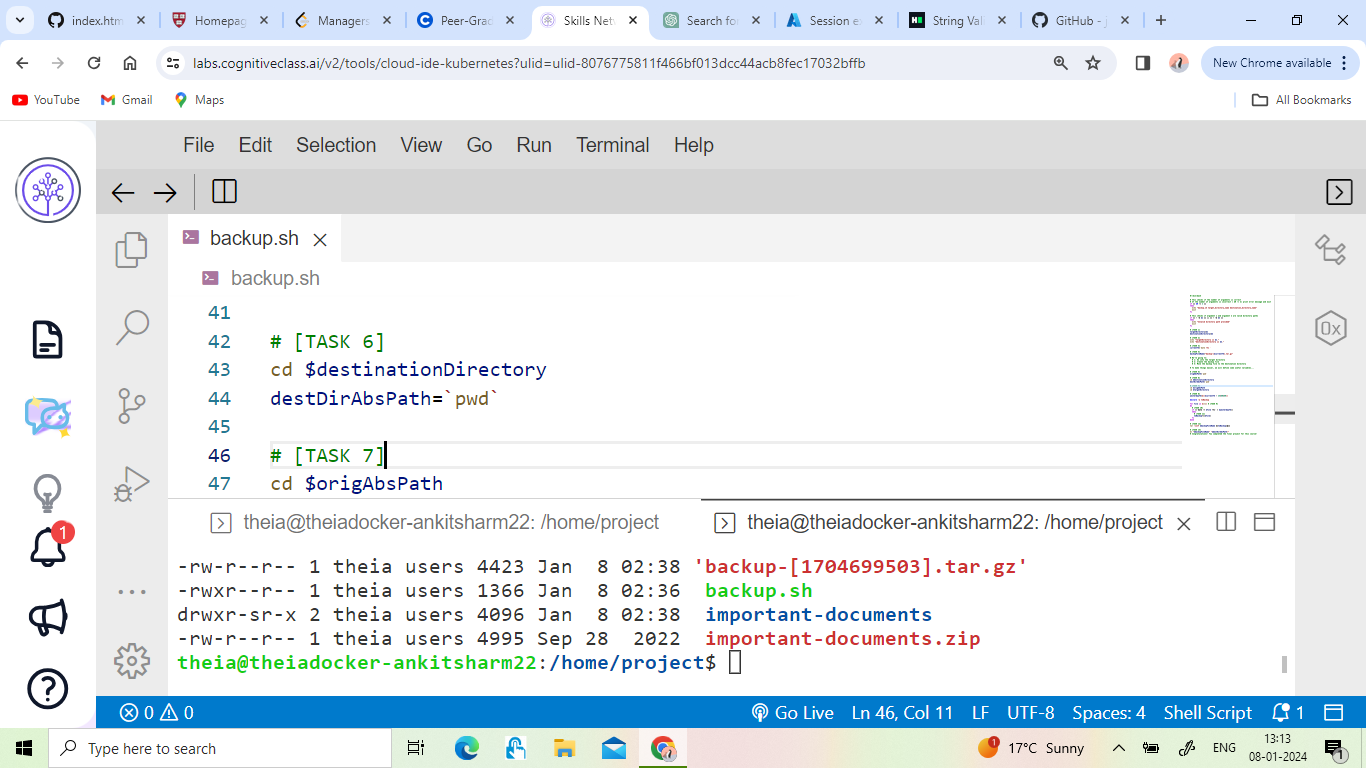 index.htm
Homepag
Managers
Peer-Grad
Skills Net
Search for
Session e
String Vali
GitHub - j
labs.cognitiveclass.ai/v2/tools/cloud-ide-kubernetes?ulid=ulid-8076775811f466bf013dcc44acb8fec17032bffb
New Chrome available
YouTube
Gmail
Maps
All Bookmarks
File Edit Selection View Go Run Terminal Help
backup.sh
backup.sh
41
42 # [TASK 6]
43 cd $destinationDirectory
44 destDirAbsPath=`pwd`
45
46 # [TASK 7]
47 cd $origAbsPath
0x
theia@theiadocker-ankitsharm22: /home/project
theia@theiadocker-ankitsharm22: /home/project
-rw-r--r-- 1 theia users 4423 Jan  8 02:38 'backup-[1704699503].tar.gz'
-rwxr--r-- 1 theia users 1366 Jan  8 02:36  backup.sh
drwxr-sr-x 2 theia users 4096 Jan  8 02:38  important-documents
-rw-r--r-- 1 theia users 4995 Sep 28  2022  important-documents.zip
theia@theiadocker-ankitsharm22:/home/project$
1
0 0 Go Live Ln 46, Col 11 LF UTF-8 Spaces: 4 Shell Script 1
Type here to search
1 17°C Sunny
ENG
13:13
08-01-2024
1